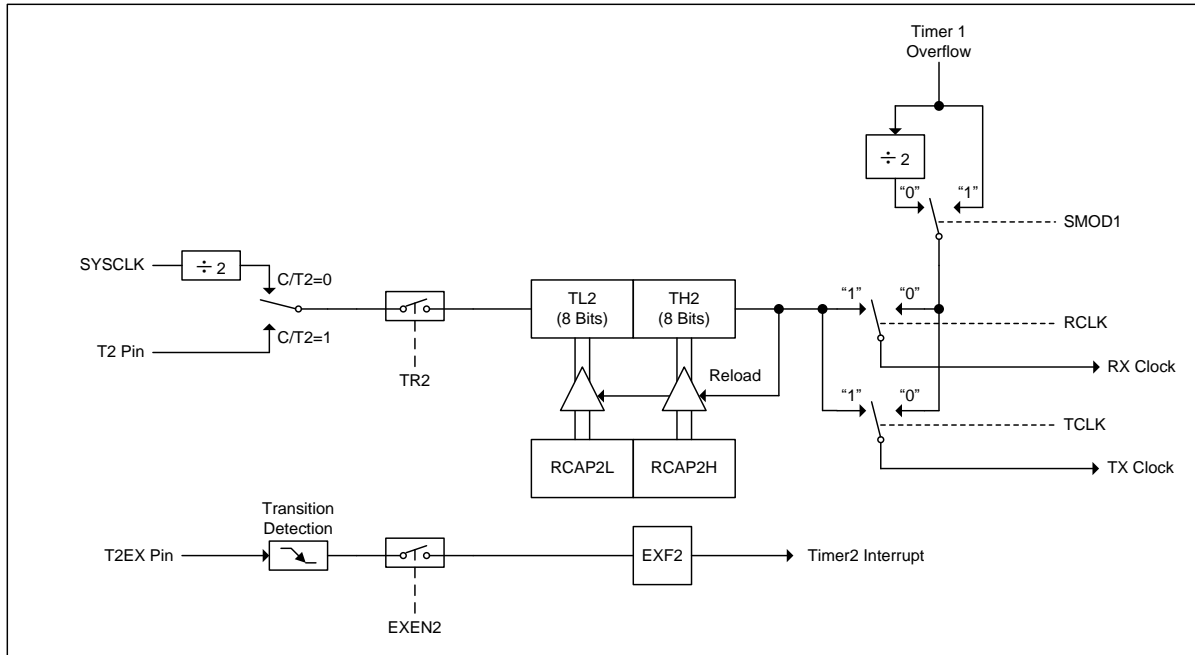 Timer 1
Overflow
÷ 2
“0”
“1”
SMOD1
SYSCLK
÷ 2
C/T2=0
TL2
(8 Bits)
TH2
(8 Bits)
“1”
“0”
RCLK
T2 Pin
C/T2=1
TR2
Reload
RX Clock
“1”
“0”
TCLK
RCAP2L
RCAP2H
TX Clock
Transition
Detection
T2EX Pin
EXF2
Timer2 Interrupt
EXEN2